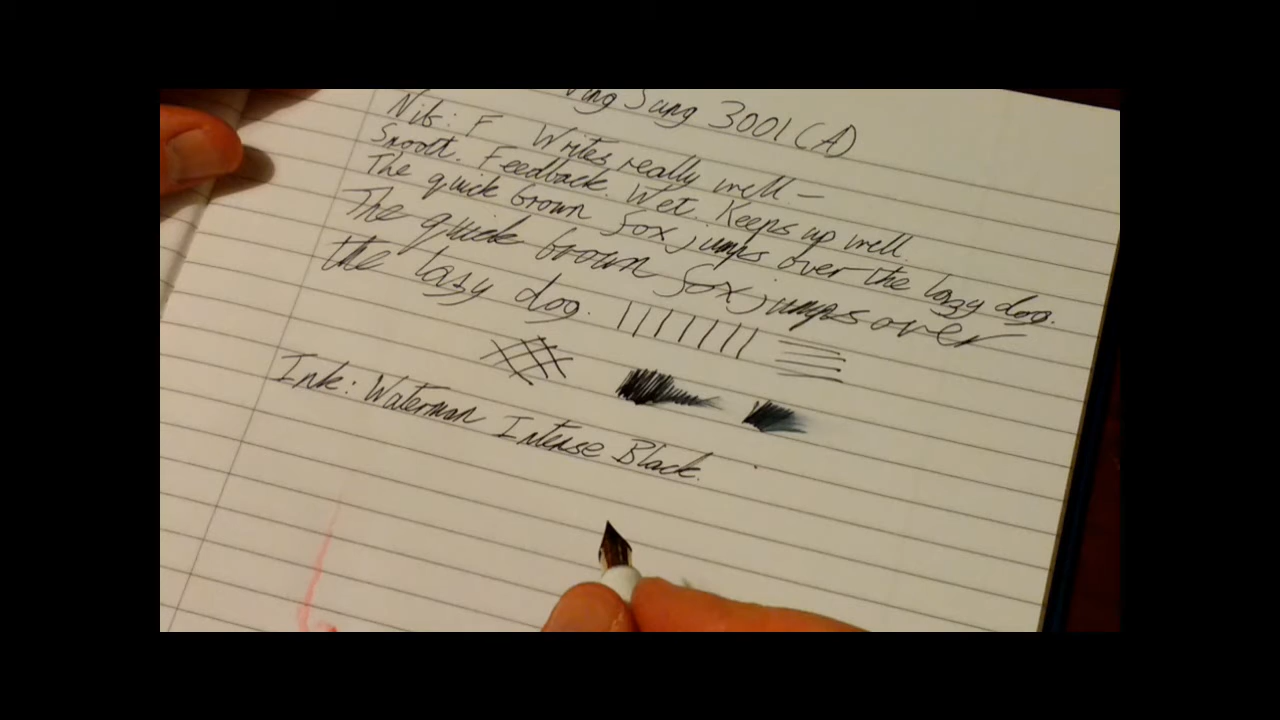 Sung 3001(A)
Nib: F Writes really well –
Smooth. Feedback. Wet. Keeps up well.
The quick brown fox jumps over the lazy dog.
The quick brown fox jumps over
the lazy dog.
Ink: Waterman Intense Black.